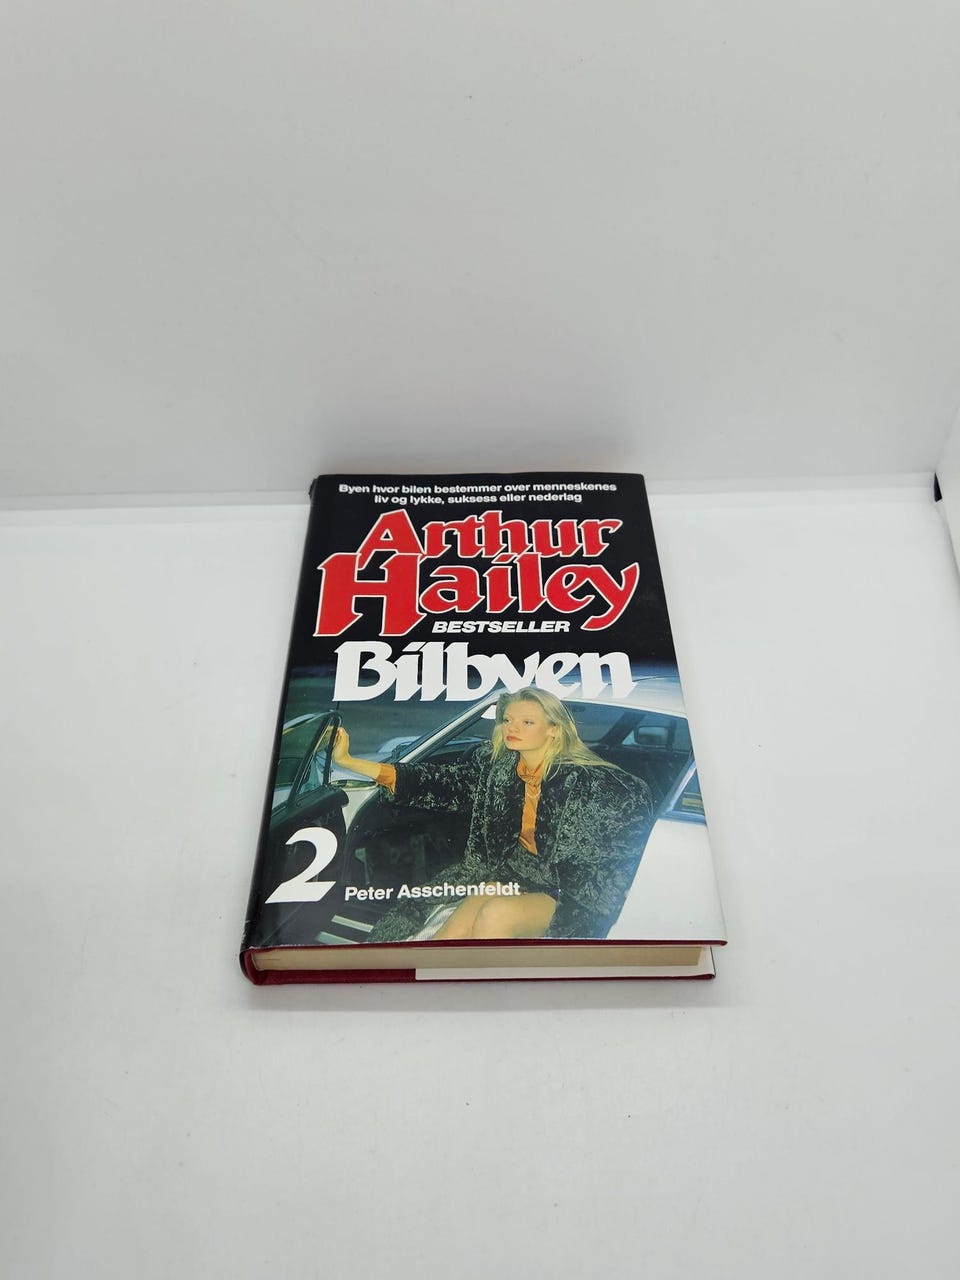 Byen hvor bilen bestemmer over menneskenes
liv og lykke, suksess eller nederlag
Arthur
Hailey
BESTSELLER
Bilbyen
2
Peter Asschenfeldt